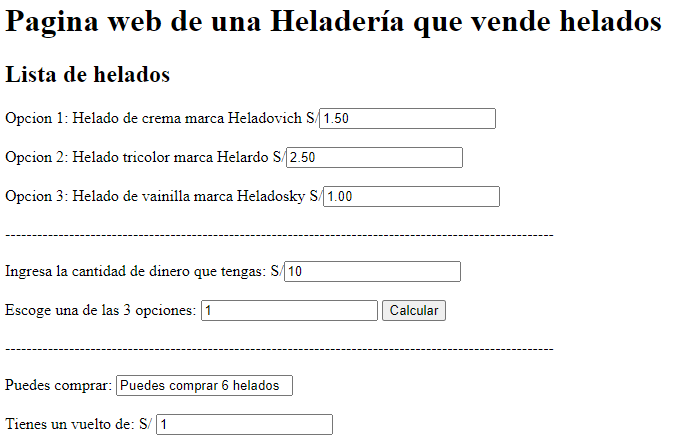 Pagina web de una Heladería que vende helados
Lista de helados
Opcion 1: Helado de crema marca Heladovich S/ 1.50
Opcion 2: Helado tricolor marca Helardo S/ 2.50
Opcion 3: Helado de vainilla marca Heladosky S/ 1.00
-------------------------------------------------------------------------------------------------------
Ingresa la cantidad de dinero que tengas: S/ 10
Escoge una de las 3 opciones: 1 Calcular
-------------------------------------------------------------------------------------------------------
Puedes comprar: Puedes comprar 6 helados
Tienes un vuelto de: S/ 1